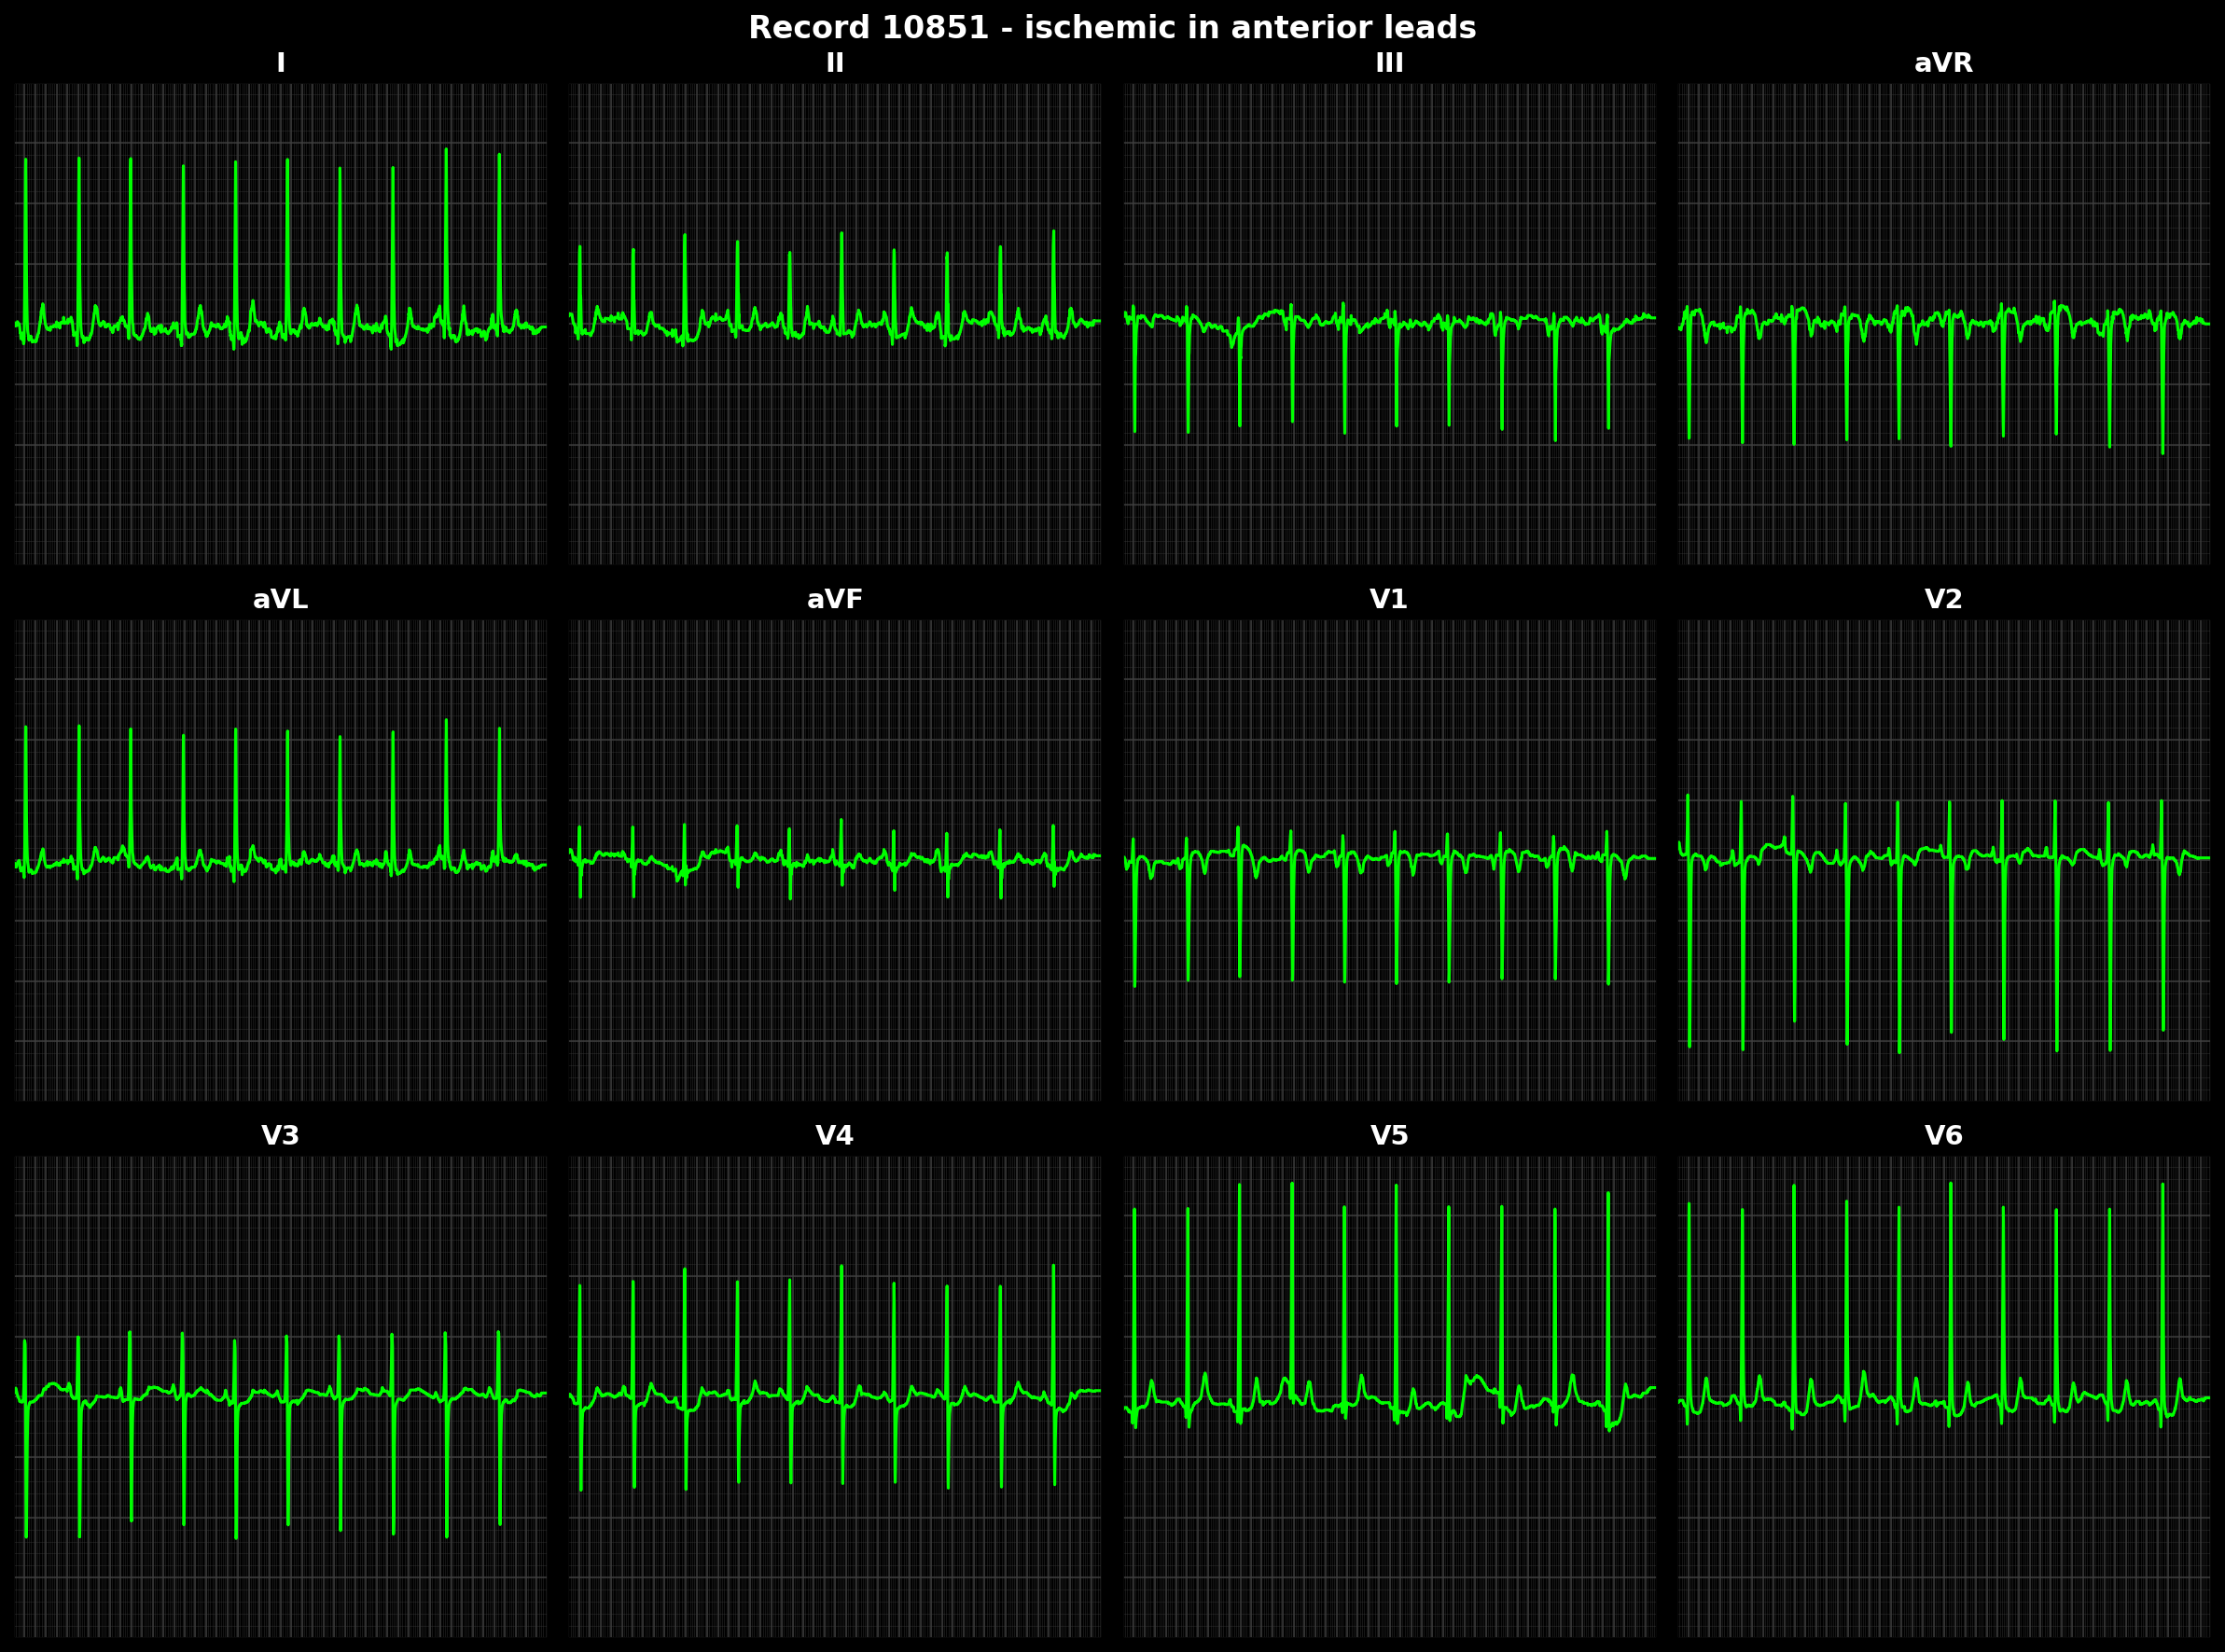 Record 10851 - ischemic in anterior leads
I II III aVR
aVL aVF V1 V2
V3 V4 V5 V6